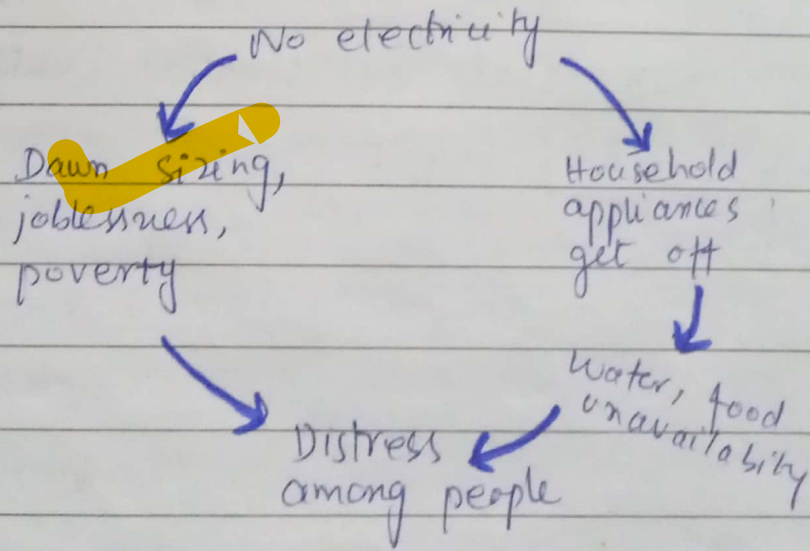 No electricity
Dawn sizing,
joblessness,
poverty
Household
appliances
get off
Water, food
unavailability
Distress
among people